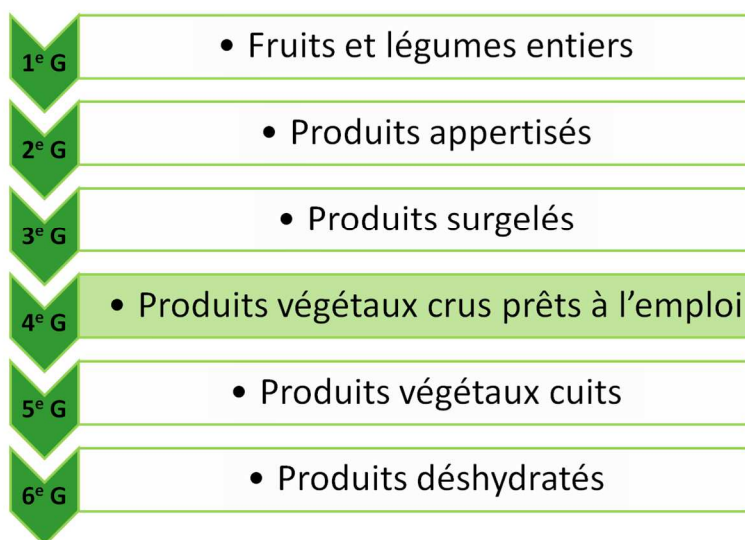 1e G • Fruits et légumes entiers
2e G • Produits appertisés
3e G • Produits surgelés
4e G • Produits végétaux crus prêts à l’emploi
5e G • Produits végétaux cuits
6e G • Produits déshydratés